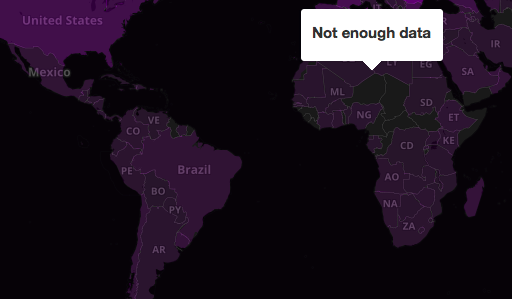 United States
Not enough data
IR
Mexico
EG
SA
ML
SD
VE
NG
ET
CO
KE
CD
PE
Brazil
AO
BO
NA
PY
ZA
AR